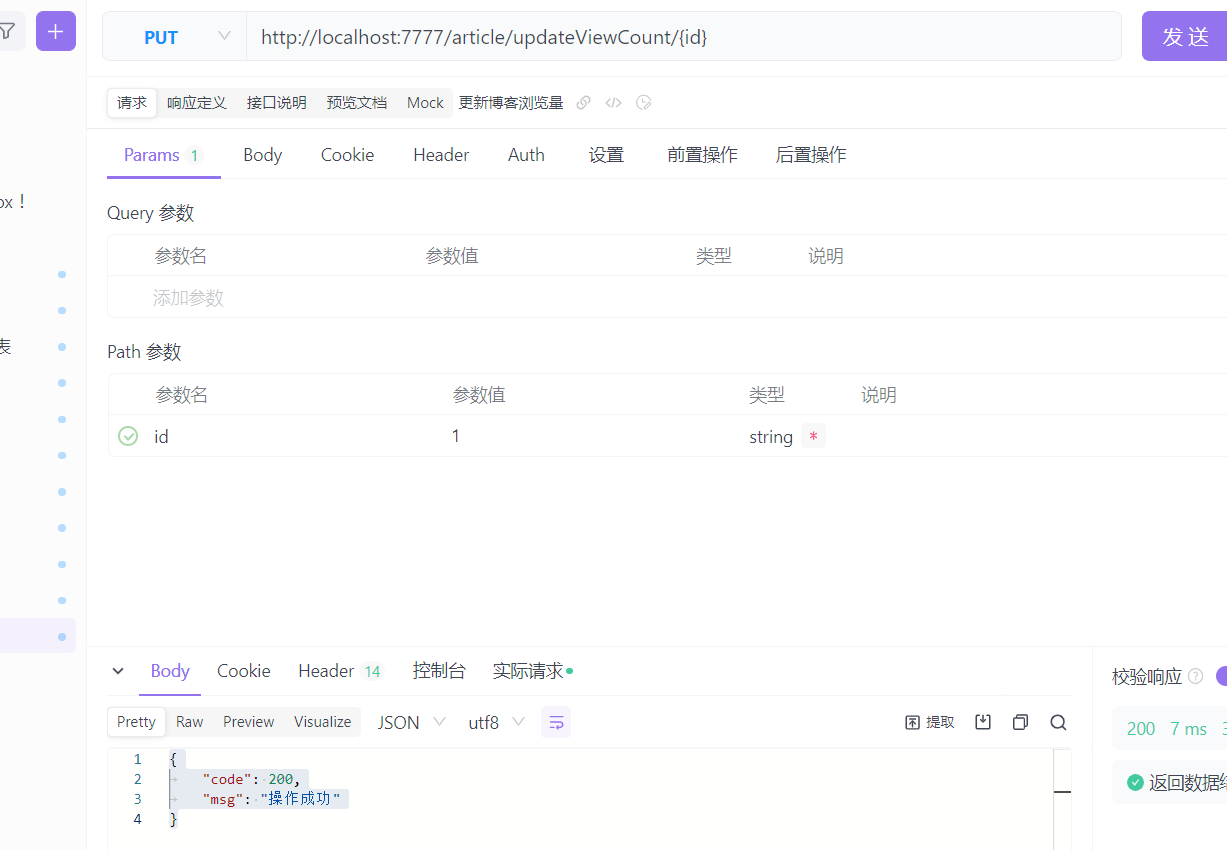 PUT http://localhost:7777/article/updateViewCount/{id} 发送
请求 响应定义 接口说明 预览文档 Mock 更新博客浏览量
Params 1 Body Cookie Header Auth 设置 前置操作 后置操作
ox！
Query 参数
参数名 参数值 类型 说明
添加参数
表
Path 参数
参数名 参数值 类型 说明
id 1 string *
Body Cookie Header 14 控制台 实际请求
校验响应
Pretty Raw Preview Visualize JSON utf8 提取
200 7 ms
1 {
2 "code": 200,
3 "msg": "操作成功"
4 }
返回数据结